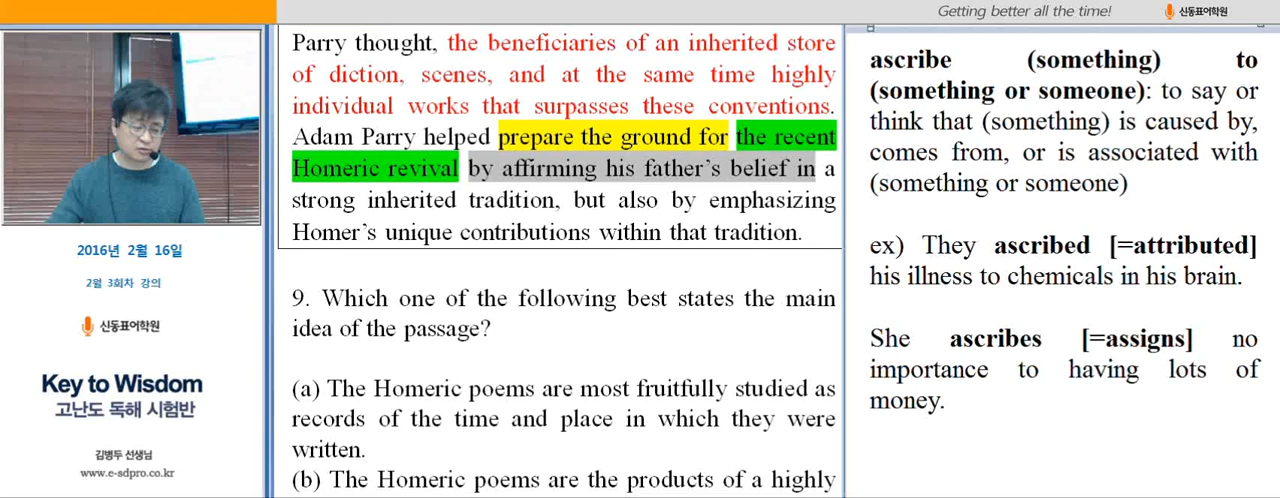 Getting better all the time!
신동표어학원
Parry thought, the beneficiaries of an inherited store
of diction, scenes, and at the same time highly
individual works that surpasses these conventions.
Adam Parry helped prepare the ground for the recent
Homeric revival by affirming his father's belief in a
strong inherited tradition, but also by emphasizing
Homer's unique contributions within that tradition.
9. Which one of the following best states the main
idea of the passage?
(a) The Homeric poems are most fruitfully studied as
records of the time and place in which they were
written.
(b) The Homeric poems are the products of a highly
ascribe (something) to
(something or someone): to say or
think that (something) is caused by,
comes from, or is associated with
(something or someone)
ex) They ascribed [=attributed]
his illness to chemicals in his brain.
She ascribes [=assigns] no
importance to having lots of
money.
2016년 2월 16일
2월 3회차 강의
신동표어학원
Key to Wisdom
고난도 독해 시험반
김병두 선생님
www.e-sdpro.co.kr